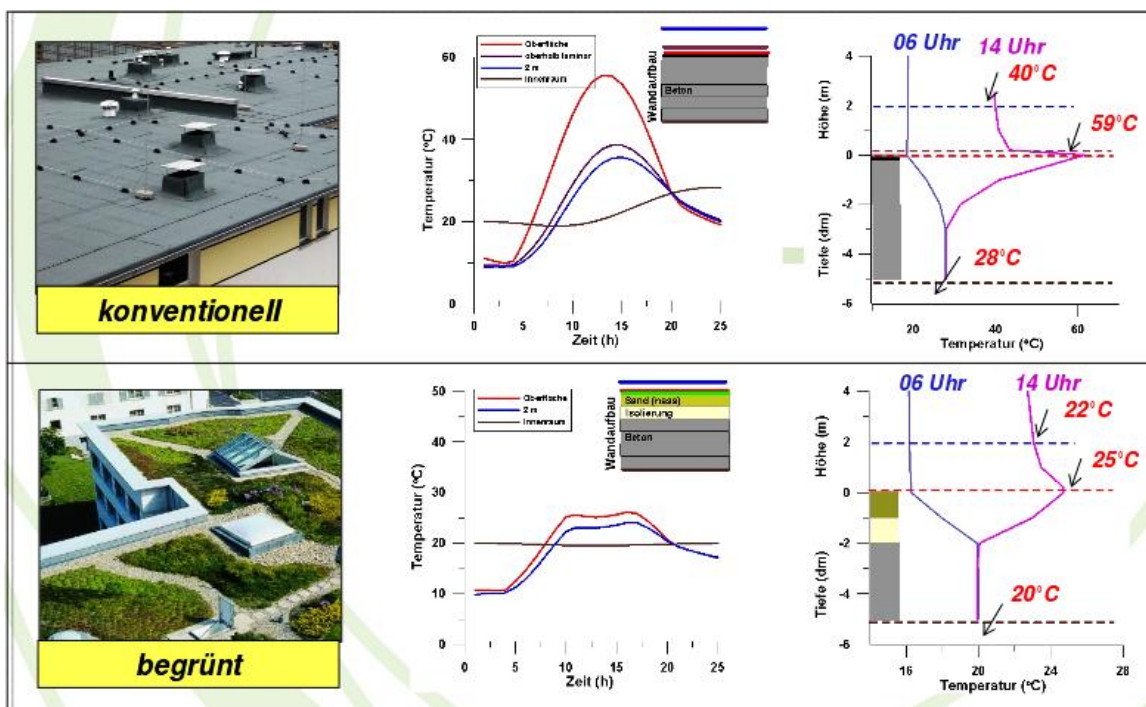 konventionell
Oberfläche
oberhalb laminar
2 m
Innenraum
Wandaufbau
Beton
Temperatur (°C)
60
40
20
0
0
5
10
15
20
25
Zeit (h)
06 Uhr
14 Uhr
40°C
59°C
28°C
Höhe (m)
Tiefe (dm)
4
2
0
-2
-4
-6
20
40
60
Temperatur (°C)
begrünt
Oberfläche
2 m
Innenraum
Wandaufbau
Sand (nass)
Isolierung
Beton
Temperatur (°C)
50
40
30
20
10
0
0
5
10
15
20
25
Zeit (h)
06 Uhr
14 Uhr
22°C
25°C
20°C
Höhe (m)
Tiefe (dm)
4
2
0
-2
-4
-6
16
20
24
28
Temperatur (°C)